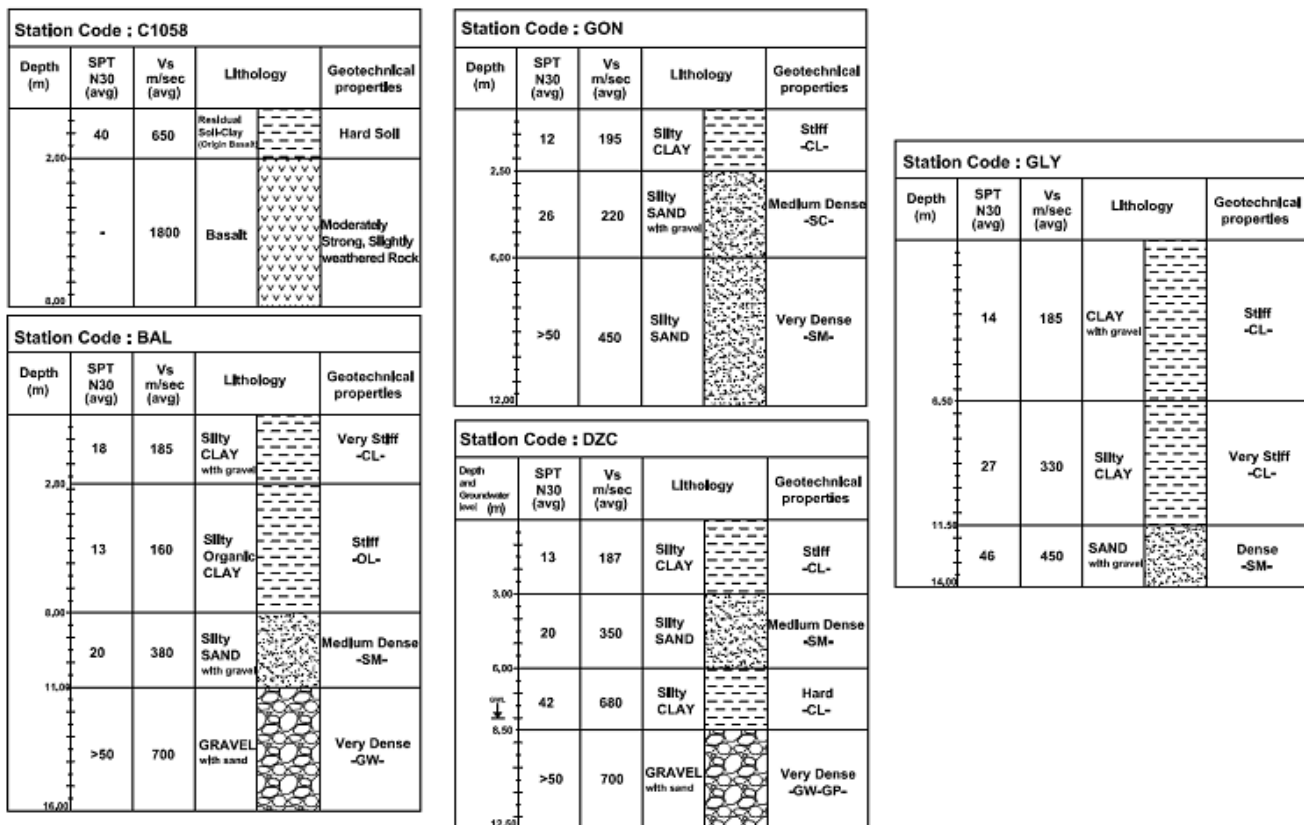 Station Code : C1058
Depth (m)
SPT N30 (avg)
Vs m/sec (avg)
Lithology
Geotechnical properties
40
650
Residual
Soil-Clay
(Origin Basalt)
Hard Soil
2,00
-
1800
Basalt
Moderately
Strong, Slightly
weathered Rock
8,00
Station Code : BAL
Depth (m)
SPT N30 (avg)
Vs m/sec (avg)
Lithology
Geotechnical properties
18
185
Silty
CLAY
with gravel
Very Stiff
-CL-
13
160
Silty
Organic
CLAY
Stiff
-OL-
8,00
20
380
Silty
SAND
with gravel
Medium Dense
-SM-
11,00
>50
700
GRAVEL
with sand
Very Dense
-GW-
16,00
Station Code : GON
Depth (m)
SPT N30 (avg)
Vs m/sec (avg)
Lithology
Geotechnical properties
12
195
Silty
CLAY
Stiff
-CL-
2,50
26
220
Silty
SAND
with gravel
Medium Dense
-SC-
6,00
>50
450
Silty
SAND
Very Dense
-SM-
12,00
Station Code : DZC
Depth
and
Groundwater
level (m)
SPT N30 (avg)
Vs m/sec (avg)
Lithology
Geotechnical properties
13
187
Silty
CLAY
Stiff
-CL-
3,00
20
350
Silty
SAND
Medium Dense
-SM-
6,00
GWL
42
680
Silty
CLAY
Hard
-CL-
8,50
>50
700
GRAVEL
with sand
Very Dense
-GW-GP-
12,50
Station Code : GLY
Depth (m)
SPT N30 (avg)
Vs m/sec (avg)
Lithology
Geotechnical properties
14
185
CLAY
with gravel
Stiff
-CL-
6,50
27
330
Silty
CLAY
Very Stiff
-CL-
11,50
46
450
SAND
with gravel
Dense
-SM-
14,00